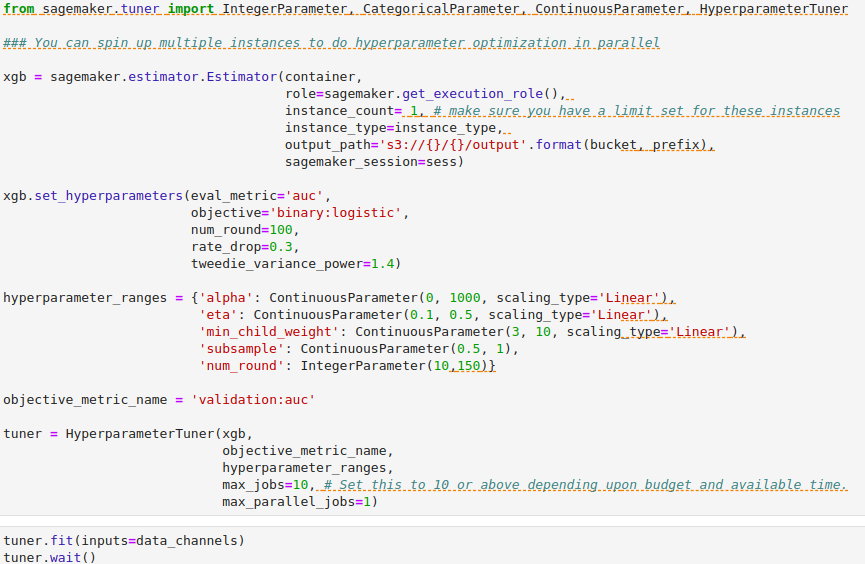 from sagemaker.tuner import IntegerParameter, CategoricalParameter, ContinuousParameter, HyperparameterTuner
### You can spin up multiple instances to do hyperparameter optimization in parallel
xgb = sagemaker.estimator.Estimator(container,
role=sagemaker.get_execution_role(),
instance_count= 1, # make sure you have a limit set for these instances
instance_type=instance_type,
output_path='s3://{}/{}/output'.format(bucket, prefix),
sagemaker_session=sess)
xgb.set_hyperparameters(eval_metric='auc',
objective='binary:logistic',
num_round=100,
rate_drop=0.3,
tweedie_variance_power=1.4)
hyperparameter_ranges = {'alpha': ContinuousParameter(0, 1000, scaling_type='Linear'),
'eta': ContinuousParameter(0.1, 0.5, scaling_type='Linear'),
'min_child_weight': ContinuousParameter(3, 10, scaling_type='Linear'),
'subsample': ContinuousParameter(0.5, 1),
'num_round': IntegerParameter(10,150)}
objective_metric_name = 'validation:auc'
tuner = HyperparameterTuner(xgb,
objective_metric_name,
hyperparameter_ranges,
max_jobs=10, # Set this to 10 or above depending upon budget and available time.
max_parallel_jobs=1)
tuner.fit(inputs=data_channels)
tuner.wait()